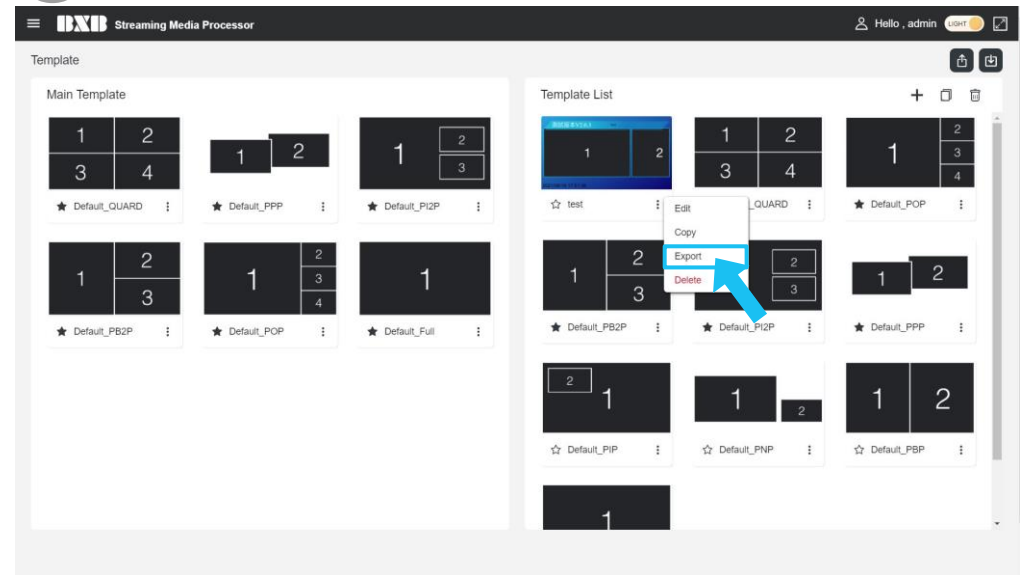 BXB Streaming Media Processor
Hello , admin LIGHT
Template
Main Template
1 2 3 4
Default_QUARD
1 2
Default_PPP
1 2 3
Default_PI2P
1 2 3
Default_PB2P
1 2 3 4
Default_POP
1
Default_Full
Template List
1 2
test
1 2 3 4
_QUARD
1 2 3 4
Default_POP
Edit
Copy
Export
Delete
1 2 3
Default_PB2P
2 3
Default_PI2P
1 2
Default_PPP
2 1
Default_PIP
1 2
Default_PNP
1 2
Default_PBP
1